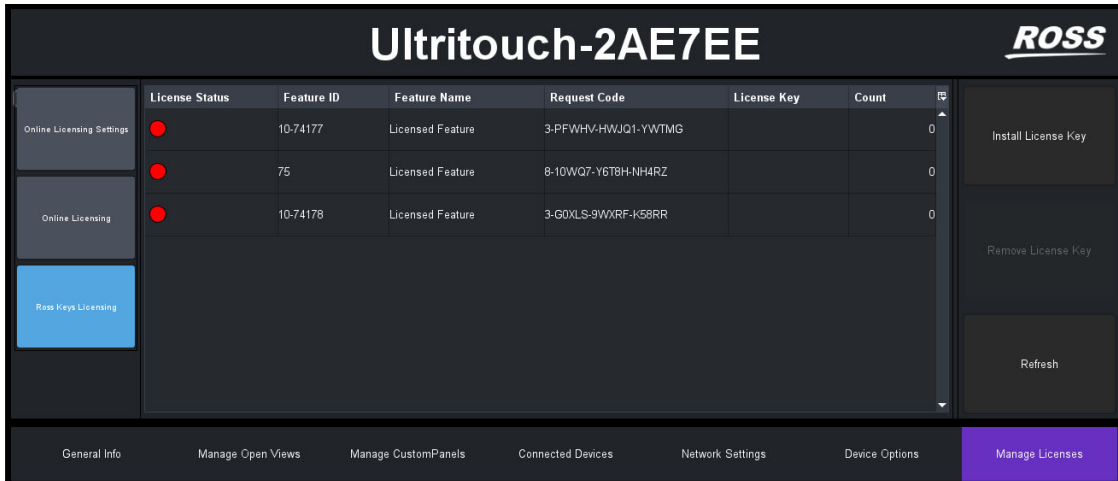 Ultritouch-2AE7EE
ROSS
Online Licensing Settings
Online Licensing
Ross Keys Licensing
License Status Feature ID Feature Name Request Code License Key Count
10-74177 Licensed Feature 3-PFWHV-HWJQ1-YWTMG 0
75 Licensed Feature 8-10WQ7-Y6T8H-NH4RZ 0
10-74178 Licensed Feature 3-G0XLS-9WXRF-K58RR 0
Install License Key
Remove License Key
Refresh
General Info Manage Open Views Manage CustomPanels Connected Devices Network Settings Device Options Manage Licenses